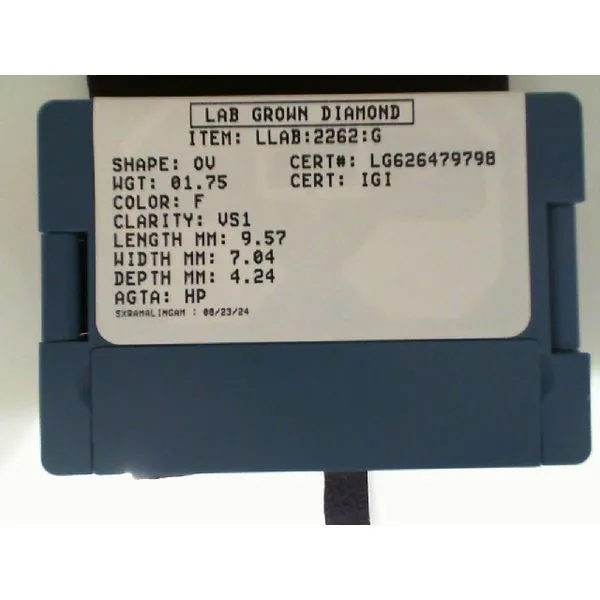 LAB GROWN DIAMOND
ITEM: LLAB:2262:G
SHAPE: OV CERT#: LG626479798
WGT: 01.75 CERT: IGI
COLOR: F
CLARITY: VS1
LENGTH MM: 9.57
WIDTH MM: 7.04
DEPTH MM: 4.24
AGTA: HP
SXRAMALINGAM : 08/23/24